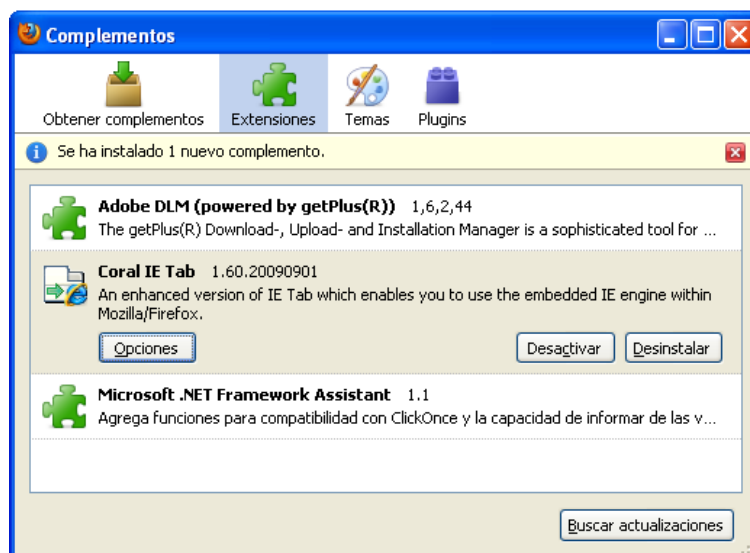 Complementos
Obtener complementos Extensiones Temas Plugins
Se ha instalado 1 nuevo complemento.
Adobe DLM (powered by getPlus(R)) 1,6,2,44
The getPlus(R) Download-, Upload- and Installation Manager is a sophisticated tool for ...
Coral IE Tab 1.60.20090901
An enhanced version of IE Tab which enables you to use the embedded IE engine within
Mozilla/Firefox.
Opciones Desactivar Desinstalar
Microsoft .NET Framework Assistant 1.1
Agrega funciones para compatibilidad con ClickOnce y la capacidad de informar de las v...
Buscar actualizaciones